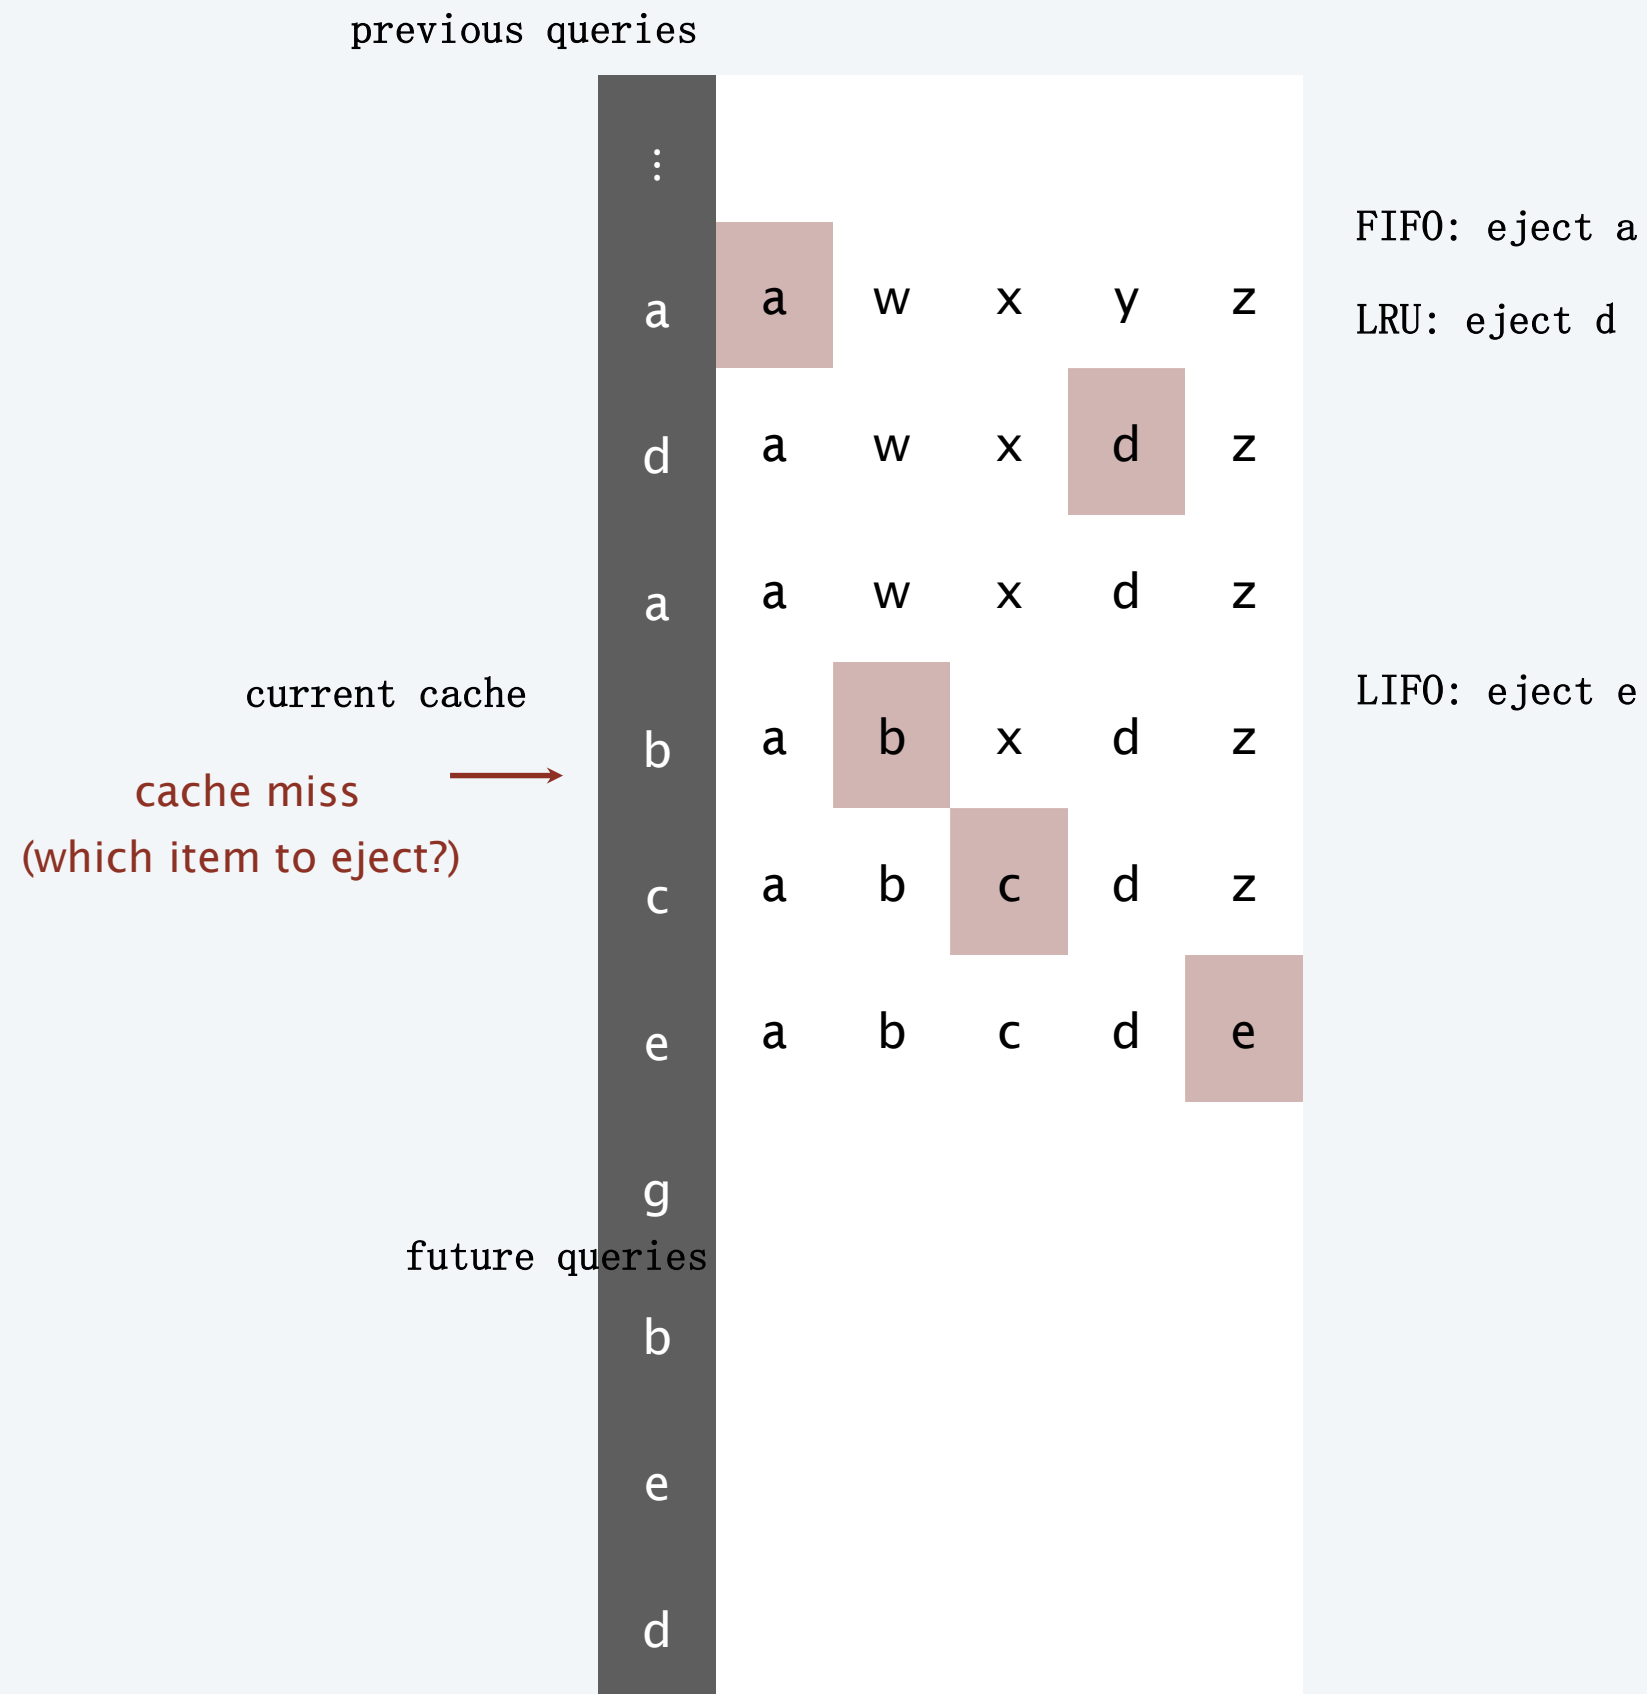 previous queries
⋮
FIFO: eject a
a a w x y z
LRU: eject d
d a w x d z
a a w x d z
current cache
LIFO: eject e
b a b x d z
cache miss
(which item to eject?)
c a b c d z
e a b c d e
g
future queries
b
e
d